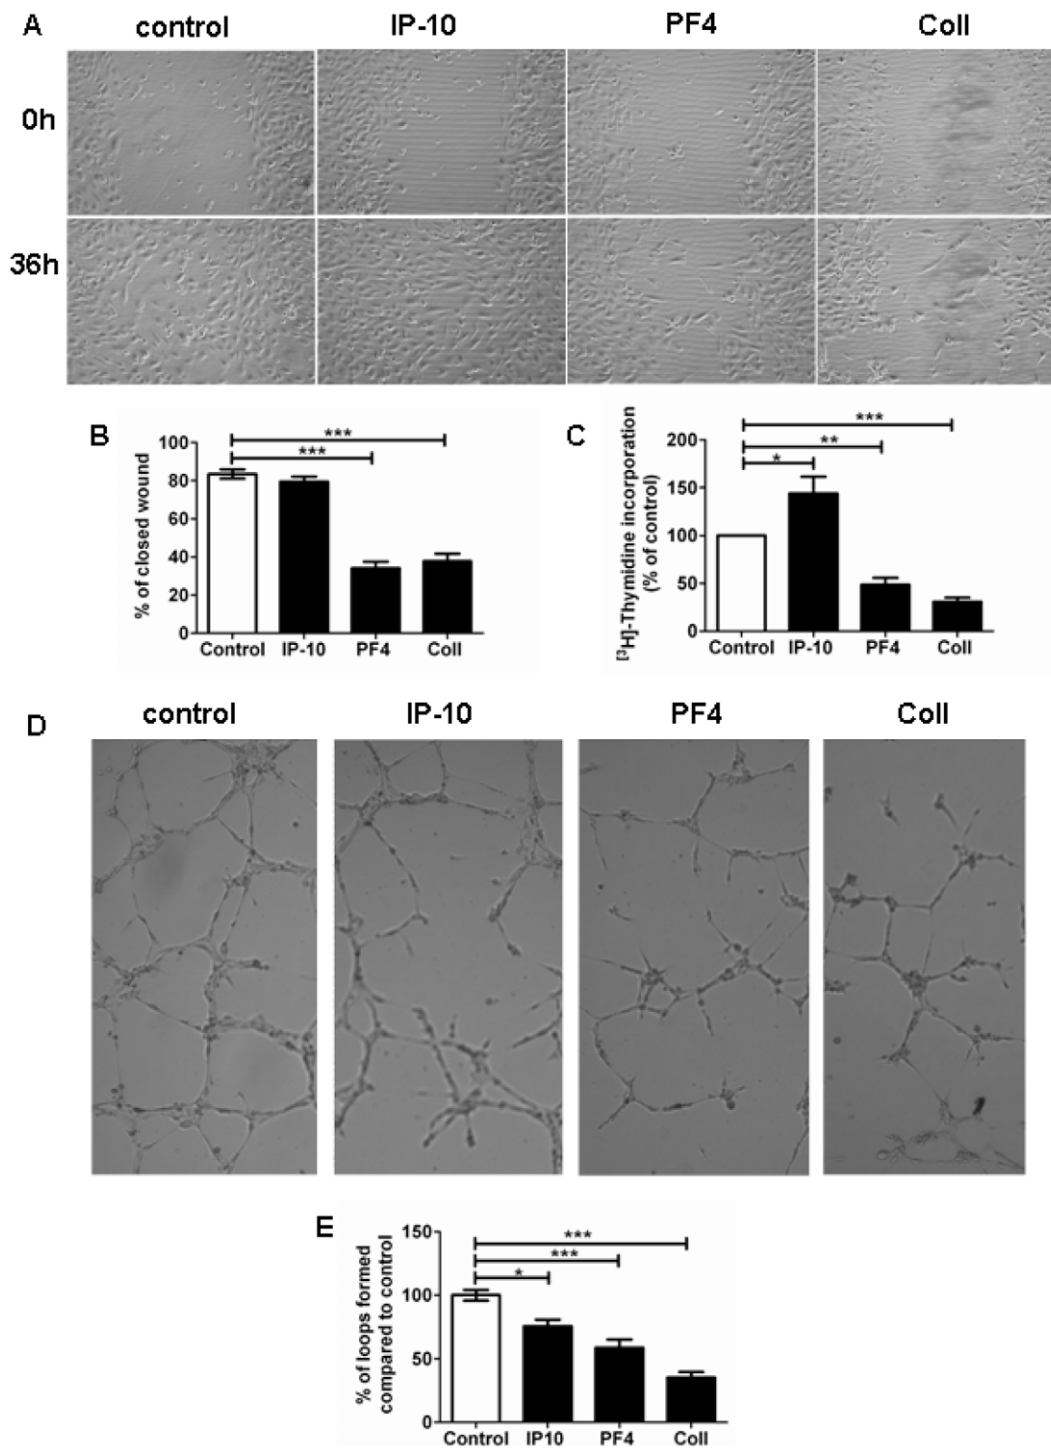 A control IP-10 PF4 Coll
0h
36h
B
***
***
% of closed wound
100
80
60
40
20
0
Control IP-10 PF4 Coll
C
***
**
*
[³H]-Thymidine incorporation
(% of control)
200
150
100
50
0
Control IP-10 PF4 Coll
D control IP-10 PF4 Coll
E
***
***
*
% of loops formed
compared to control
150
100
50
0
Control IP10 PF4 Coll